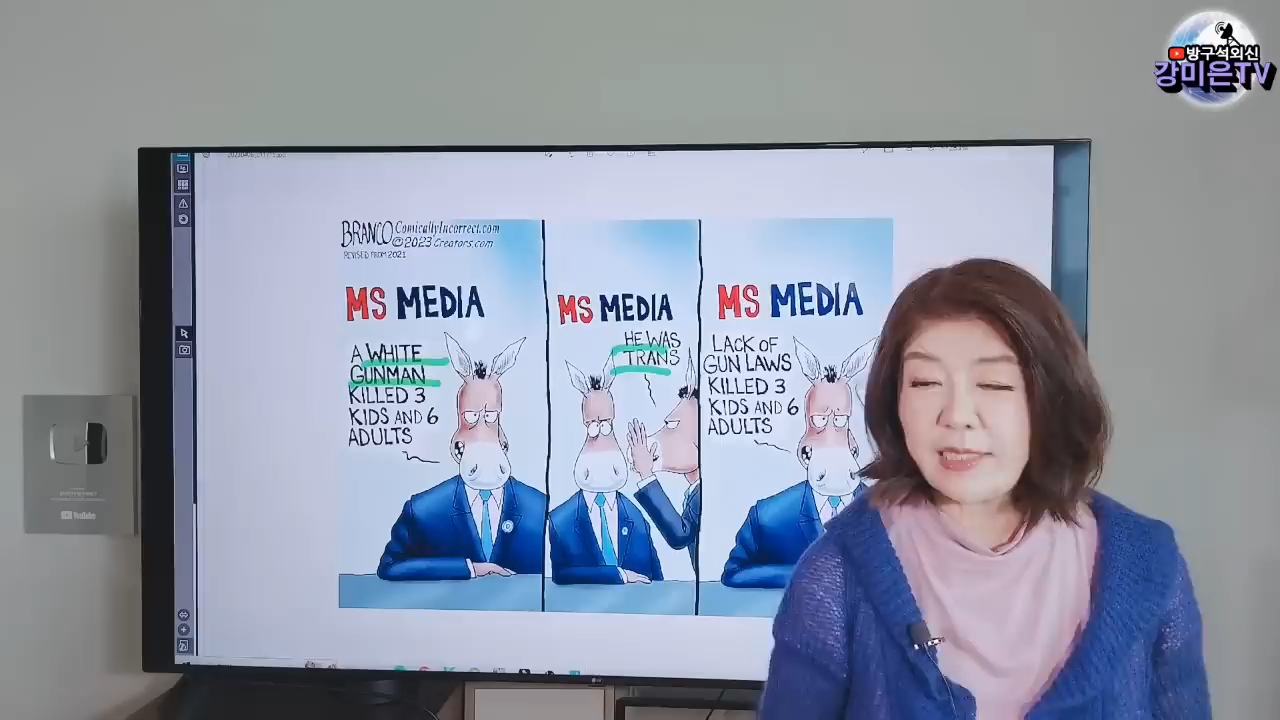 방구석외신
강미은TV
BRANCO ComicallyIncorrect.com
©2023 Creators.com
REVISED FROM 2021
MS MEDIA
A WHITE
GUNMAN
KILLED 3
KIDS AND 6
ADULTS
MS MEDIA
HE WAS
TRANS
MS MEDIA
LACK OF
GUN LAWS
KILLED 3
KIDS AND 6
ADULTS
YouTube
LG